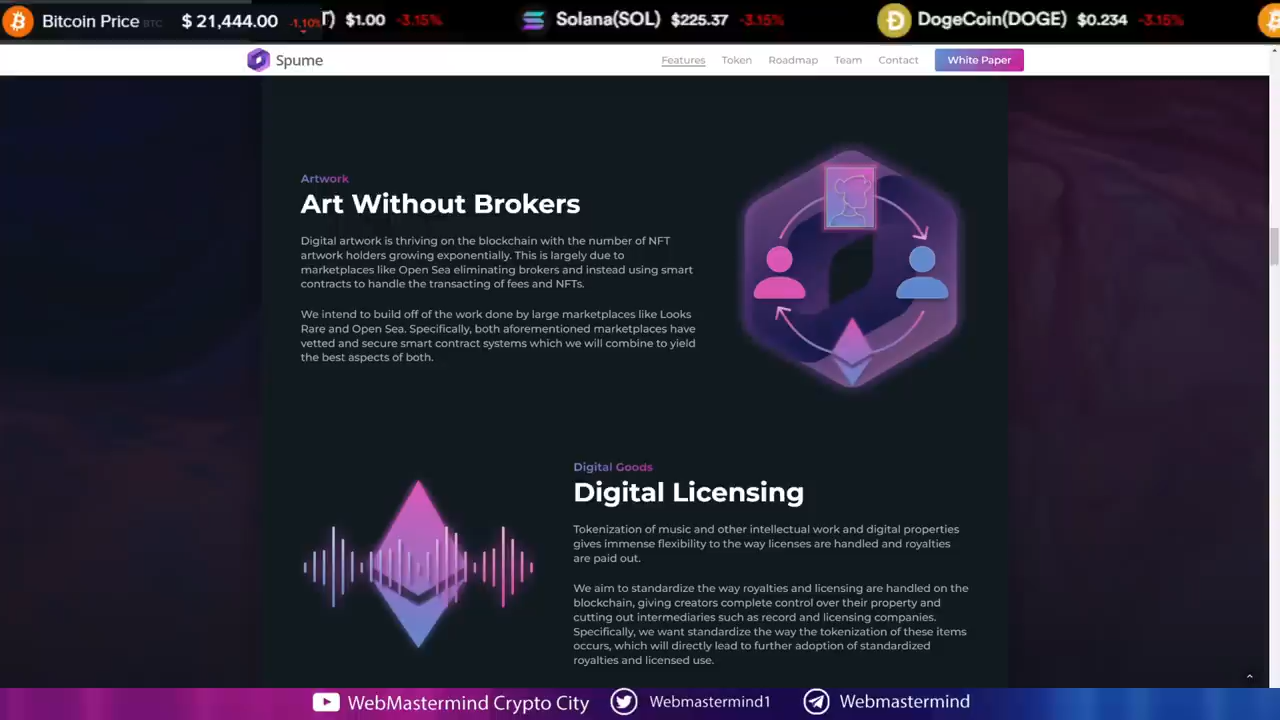 Bitcoin Price BTC $ 21,444.00 -1.10% ) $1.00 -3.15% Solana(SOL) $225.37 -3.15% DogeCoin(DOGE) $0.234 -3.15%
Spume Features Token Roadmap Team Contact White Paper
Artwork
Art Without Brokers
Digital artwork is thriving on the blockchain with the number of NFT
artwork holders growing exponentially. This is largely due to
marketplaces like Open Sea eliminating brokers and instead using smart
contracts to handle the transacting of fees and NFTs.
We intend to build off of the work done by large marketplaces like Looks
Rare and Open Sea. Specifically, both aforementioned marketplaces have
vetted and secure smart contract systems which we will combine to yield
the best aspects of both.
Digital Goods
Digital Licensing
Tokenization of music and other intellectual work and digital properties
gives immense flexibility to the way licenses are handled and royalties
are paid out.
We aim to standardize the way royalties and licensing are handled on the
blockchain, giving creators complete control over their property and
cutting out intermediaries such as record and licensing companies.
Specifically, we want standardize the way the tokenization of these items
occurs, which will directly lead to further adoption of standardized
royalties and licensed use.
WebMastermind Crypto City Webmastermind1 Webmastermind